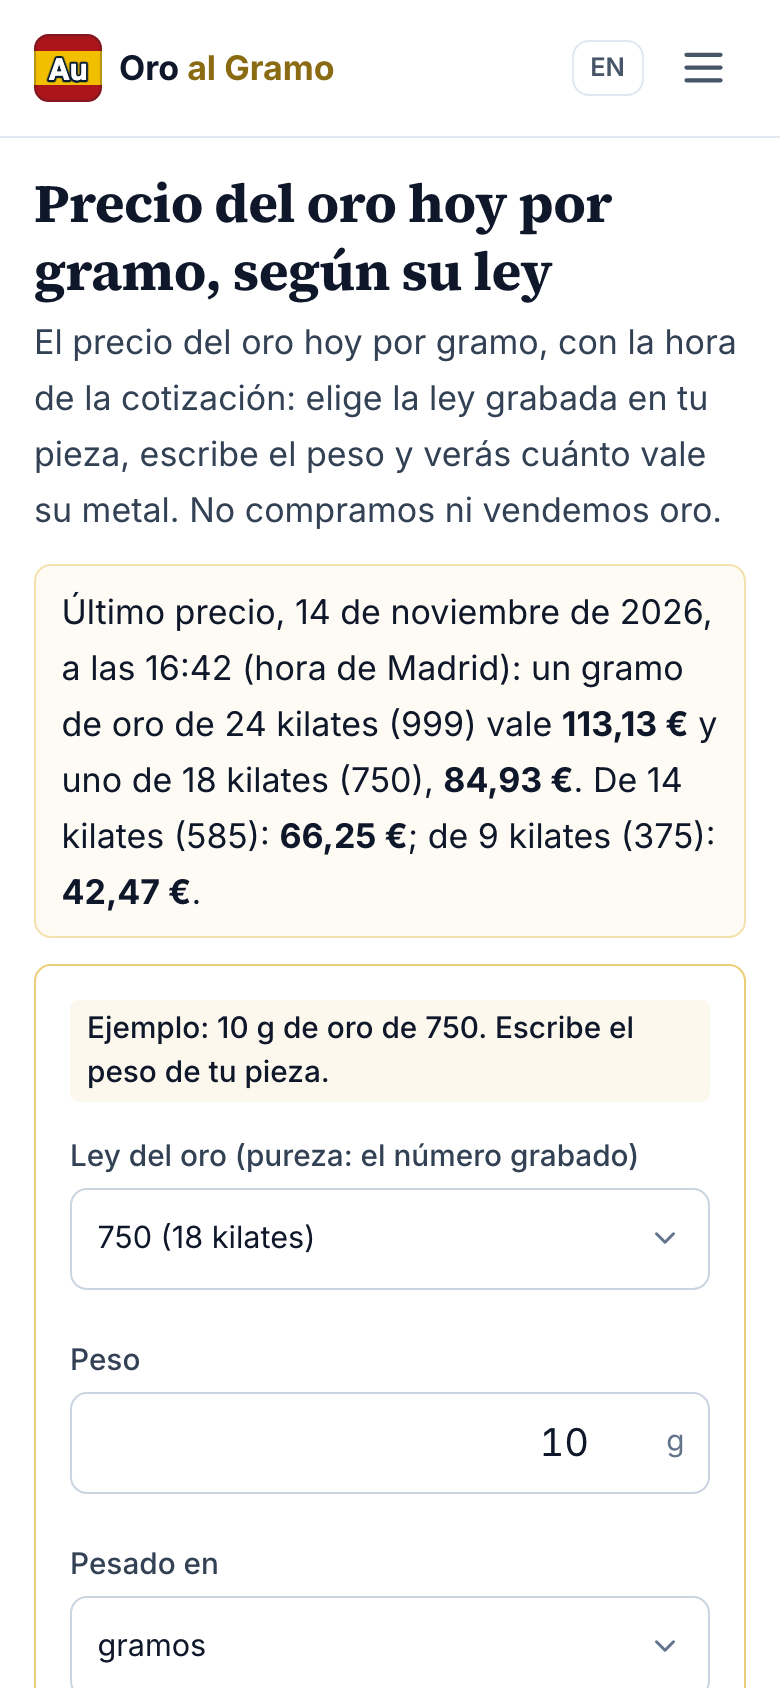 Au
Oro al Gramo
EN
Precio del oro hoy por
gramo, según su ley
El precio del oro hoy por gramo, con la hora
de la cotización: elige la ley grabada en tu
pieza, escribe el peso y verás cuánto vale
su metal. No compramos ni vendemos oro.
Último precio, 14 de noviembre de 2026,
a las 16:42 (hora de Madrid): un gramo
de oro de 24 kilates (999) vale 113,13 € y
uno de 18 kilates (750), 84,93 €. De 14
kilates (585): 66,25 €; de 9 kilates (375):
42,47 €.
Ejemplo: 10 g de oro de 750. Escribe el
peso de tu pieza.
Ley del oro (pureza: el número grabado)
750 (18 kilates)
Peso
10 g
Pesado en
gramos